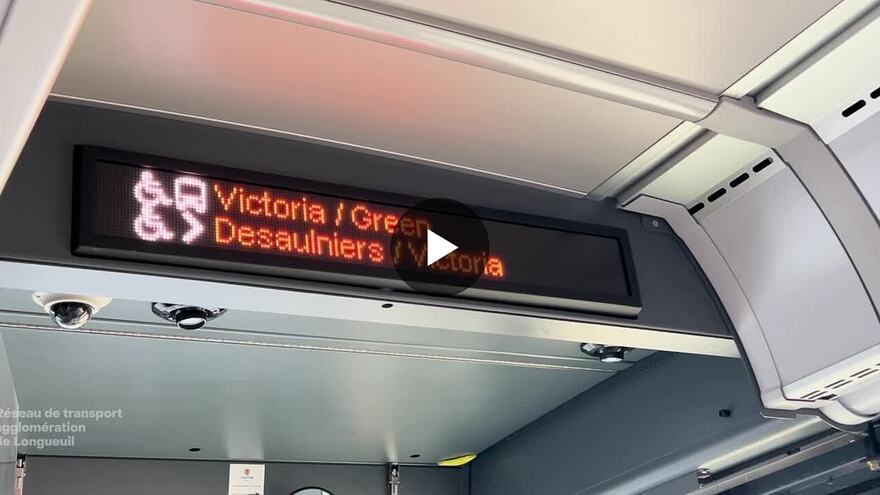 Victoria / Green
Desaulniers / Victoria
Réseau de transport
agglomération
de Longueuil